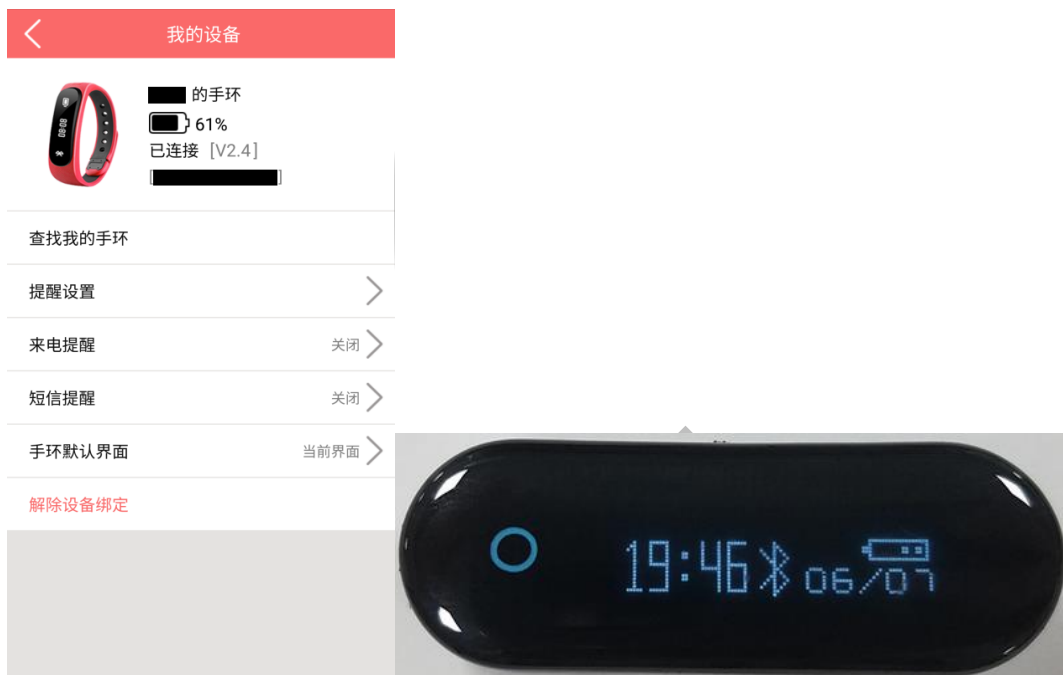 我的设备
的手环
61%
已连接 [V2.4]
查找我的手环
提醒设置
来电提醒 关闭
短信提醒 关闭
手环默认界面 当前界面
解除设备绑定
08:08
19:46 06/07